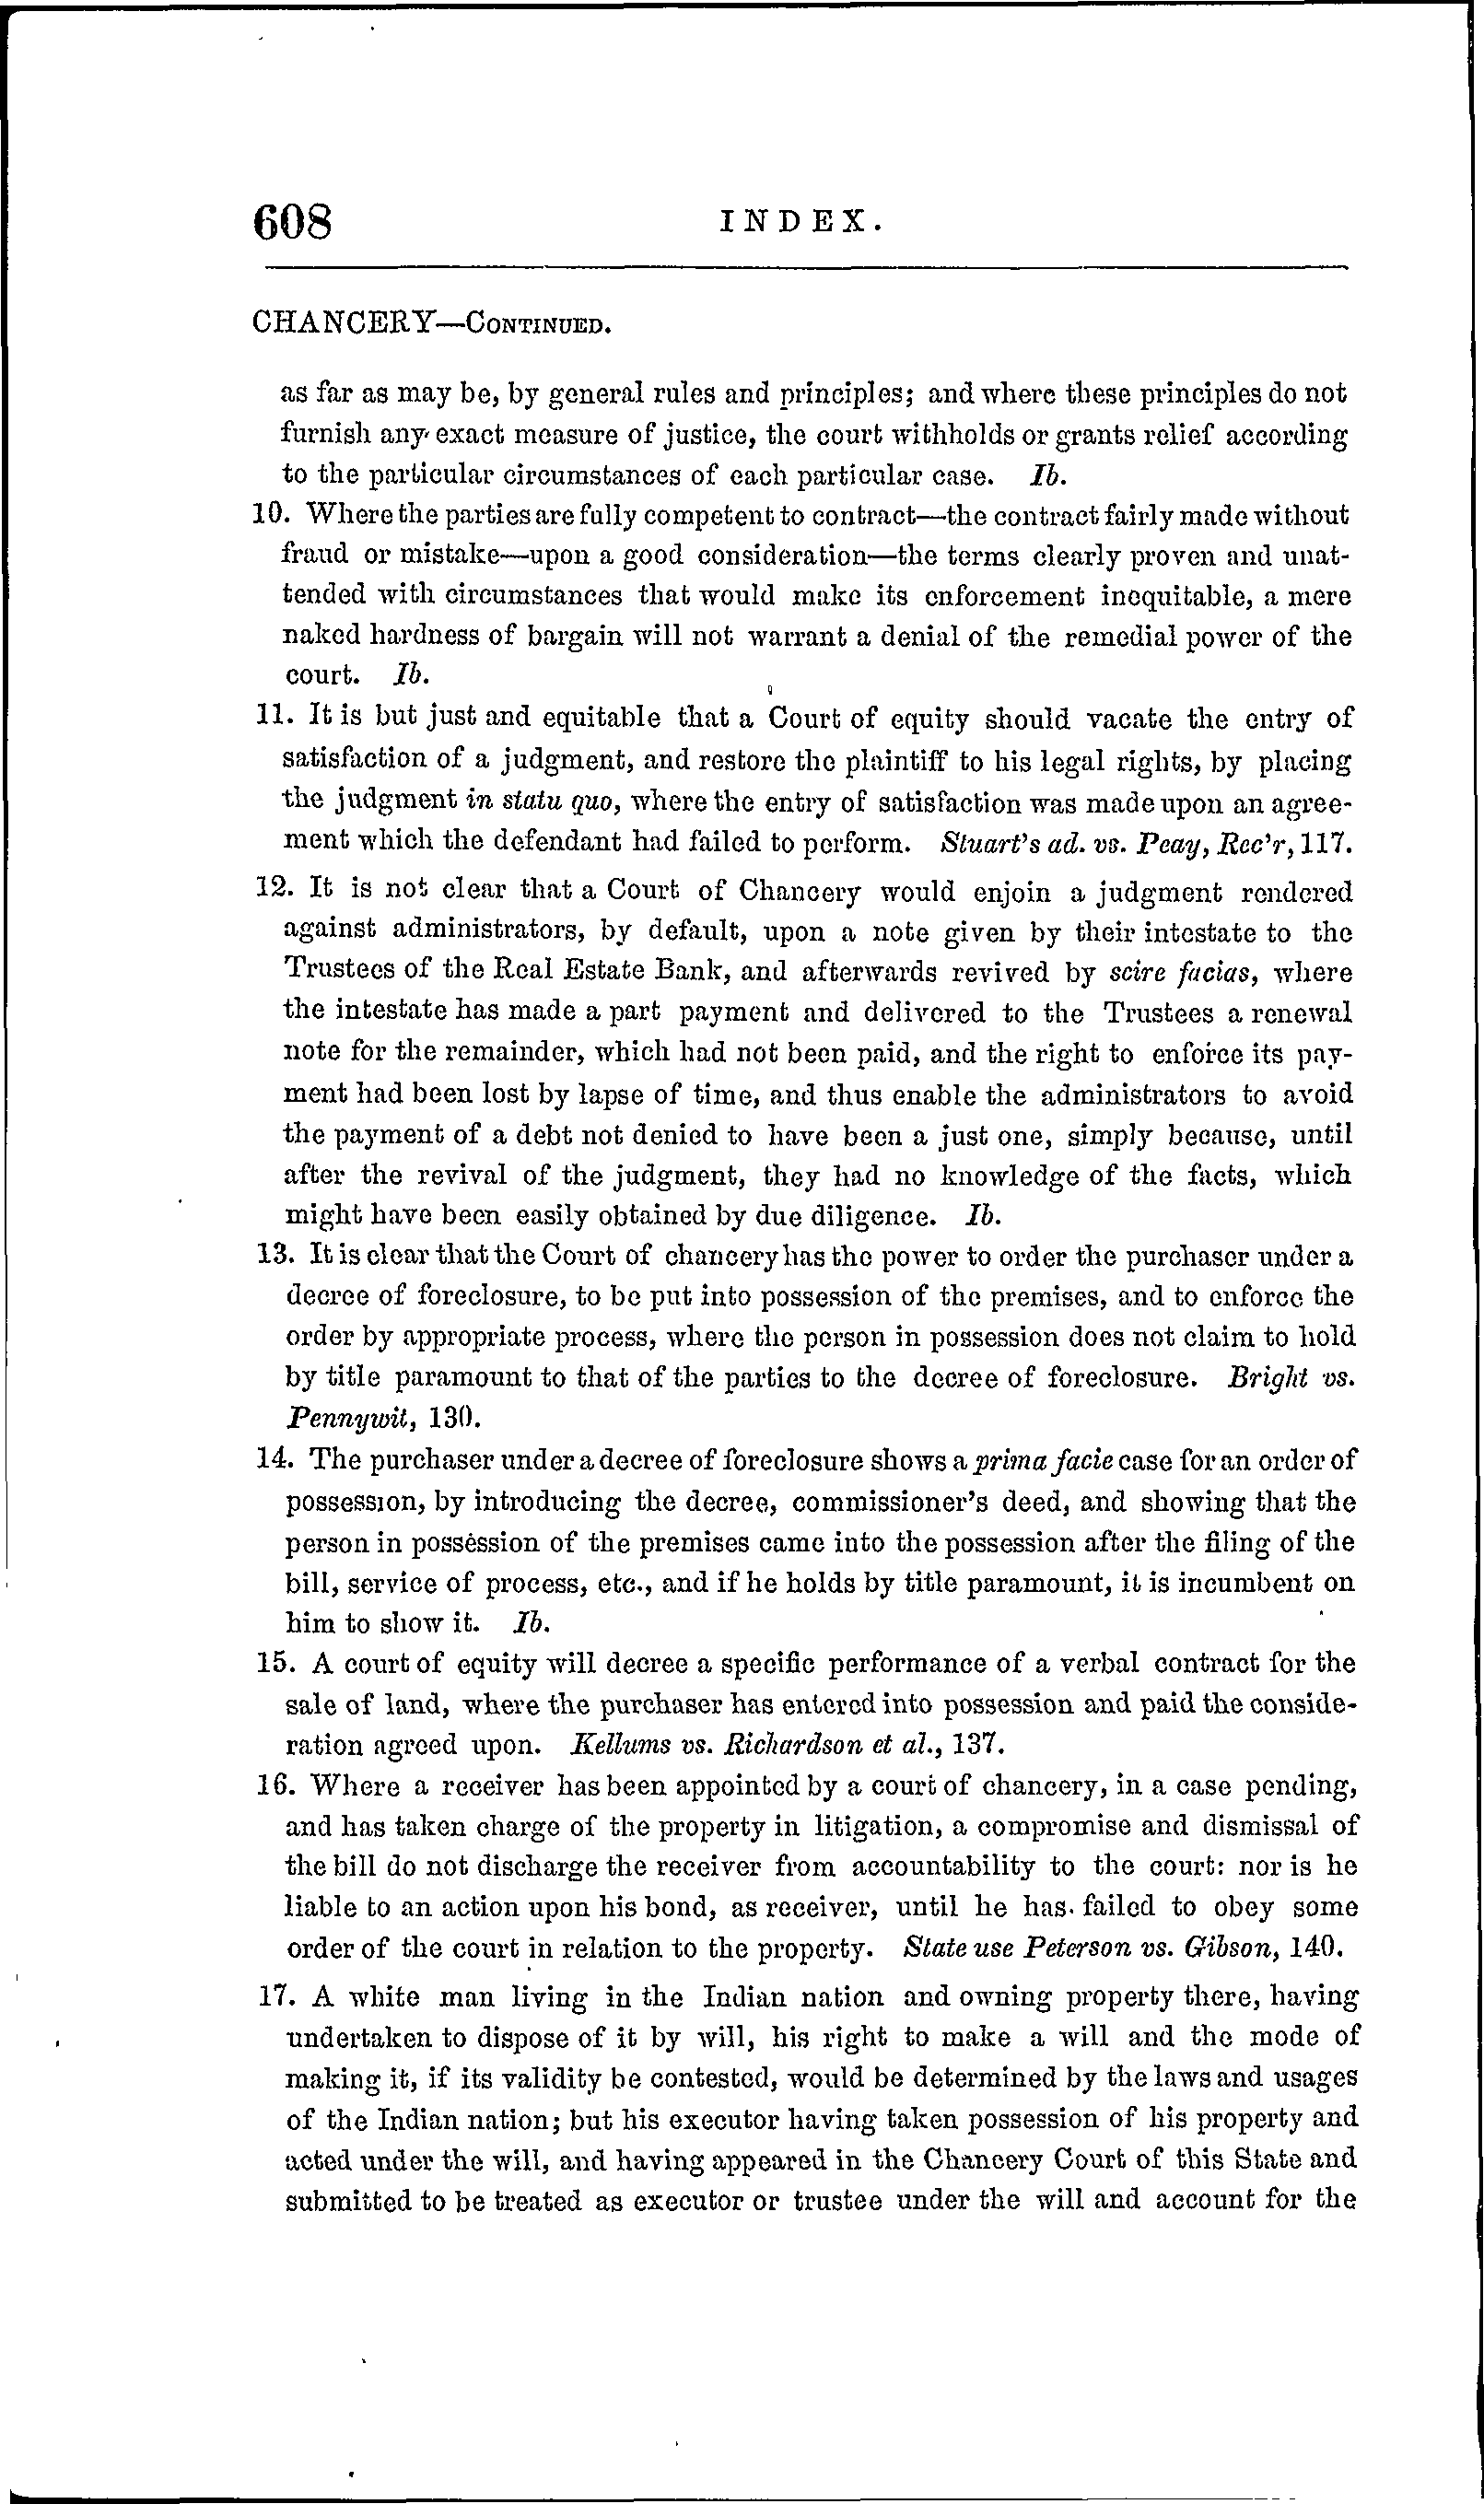 608 INDEX.
CHANCERY—CONTINUED.
as far as may be, by general rules and principles; and where these principles do not
furnish any exact measure of justice, the court withholds or grants relief according
to the particular circumstances of each particular case. Ib.
10. Where the parties are fully competent to contract—the contract fairly made without
fraud or mistake—upon a good consideration—the terms clearly proven and unat-
tended with circumstances that would make its enforcement inequitable, a mere
naked hardness of bargain will not warrant a denial of the remedial power of the
court. Ib.
11. It is but just and equitable that a Court of equity should vacate the entry of
satisfaction of a judgment, and restore the plaintiff to his legal rights, by placing
the judgment in statu quo, where the entry of satisfaction was made upon an agree-
ment which the defendant had failed to perform. Stuart's ad. vs. Peay, Rec'r, 117.
12. It is not clear that a Court of Chancery would enjoin a judgment rendered
against administrators, by default, upon a note given by their intestate to the
Trustees of the Real Estate Bank, and afterwards revived by scire facias, where
the intestate has made a part payment and delivered to the Trustees a renewal
note for the remainder, which had not been paid, and the right to enforce its pay-
ment had been lost by lapse of time, and thus enable the administrators to avoid
the payment of a debt not denied to have been a just one, simply because, until
after the revival of the judgment, they had no knowledge of the facts, which
might have been easily obtained by due diligence. Ib.
13. It is clear that the Court of chancery has the power to order the purchaser under a
decree of foreclosure, to be put into possession of the premises, and to enforce the
order by appropriate process, where the person in possession does not claim to hold
by title paramount to that of the parties to the decree of foreclosure. Bright vs.
Pennywit, 130.
14. The purchaser under a decree of foreclosure shows a prima facie case for an order of
possession, by introducing the decree, commissioner's deed, and showing that the
person in possession of the premises came into the possession after the filing of the
bill, service of process, etc., and if he holds by title paramount, it is incumbent on
him to show it. Ib.
15. A court of equity will decree a specific performance of a verbal contract for the
sale of land, where the purchaser has entered into possession and paid the conside-
ration agreed upon. Kellums vs. Richardson et al., 137.
16. Where a receiver has been appointed by a court of chancery, in a case pending,
and has taken charge of the property in litigation, a compromise and dismissal of
the bill do not discharge the receiver from accountability to the court: nor is he
liable to an action upon his bond, as receiver, until he has failed to obey some
order of the court in relation to the property. State use Peterson vs. Gibson, 140.
17. A white man living in the Indian nation and owning property there, having
undertaken to dispose of it by will, his right to make a will and the mode of
making it, if its validity be contested, would be determined by the laws and usages
of the Indian nation; but his executor having taken possession of his property and
acted under the will, and having appeared in the Chancery Court of this State and
submitted to be treated as executor or trustee under the will and account for the